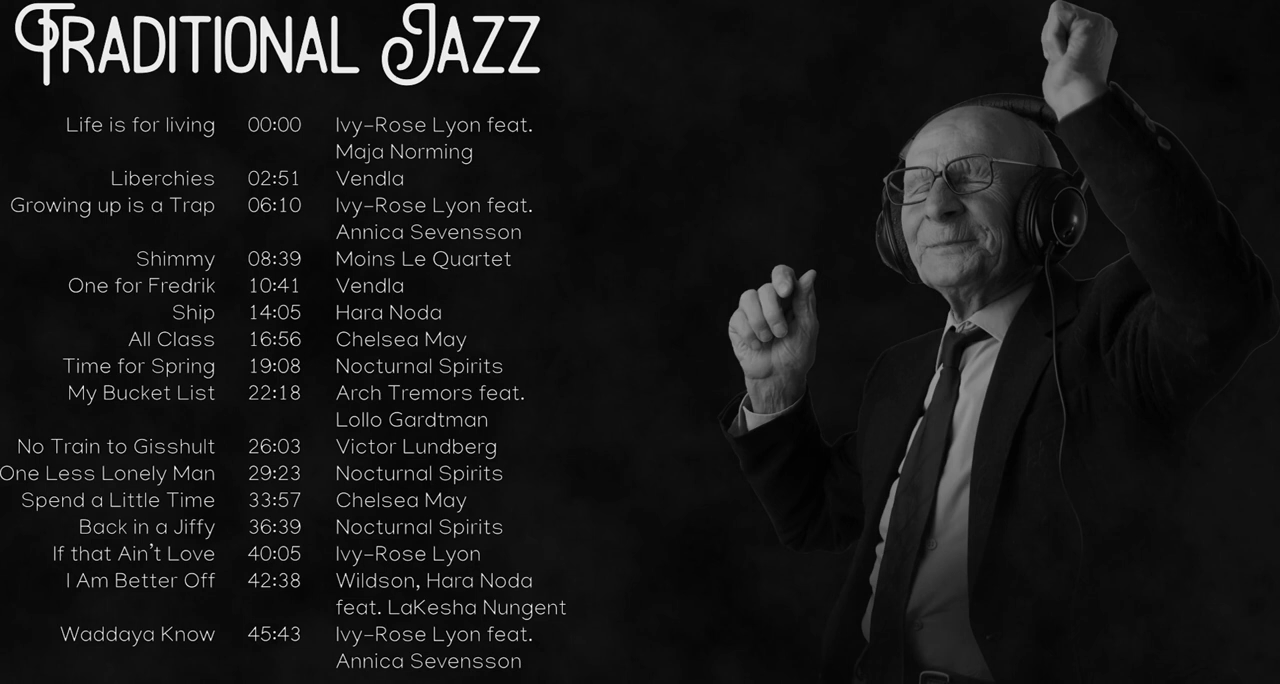 Traditional Jazz
Life is for living 00:00 Ivy-Rose Lyon feat.
Maja Norming
Liberchies 02:51 Vendla
Growing up is a Trap 06:10 Ivy-Rose Lyon feat.
Annica Sevensson
Shimmy 08:39 Moins Le Quartet
One for Fredrik 10:41 Vendla
Ship 14:05 Hara Noda
All Class 16:56 Chelsea May
Time for Spring 19:08 Nocturnal Spirits
My Bucket List 22:18 Arch Tremors feat.
Lollo Gardtman
No Train to Gisshult 26:03 Victor Lundberg
One Less Lonely Man 29:23 Nocturnal Spirits
Spend a Little Time 33:57 Chelsea May
Back in a Jiffy 36:39 Nocturnal Spirits
If that Ain't Love 40:05 Ivy-Rose Lyon
I Am Better Off 42:38 Wildson, Hara Noda
feat. LaKesha Nungent
Waddaya Know 45:43 Ivy-Rose Lyon feat.
Annica Sevensson